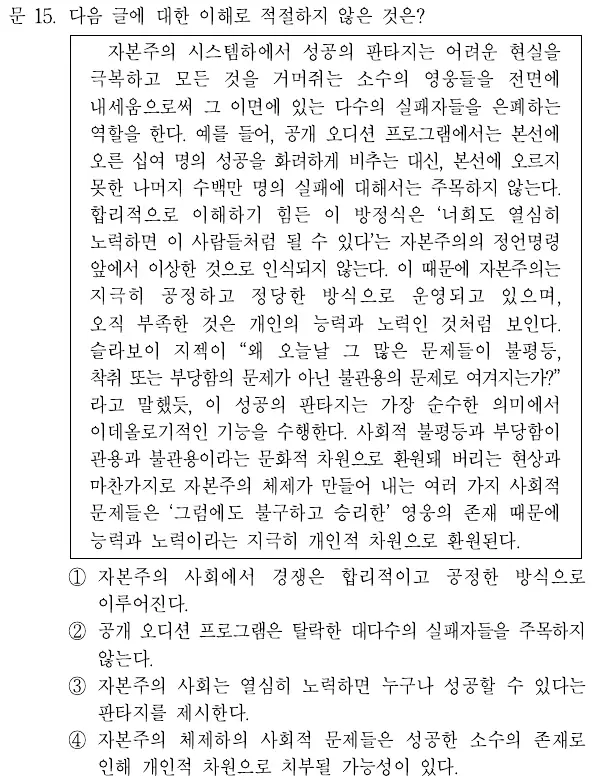 문 15. 다음 글에 대한 이해로 적절하지 않은 것은?
자본주의 시스템하에서 성공의 판타지는 어려운 현실을
극복하고 모든 것을 거머쥐는 소수의 영웅들을 전면에
내세움으로써 그 이면에 있는 다수의 실패자들을 은폐하는
역할을 한다. 예를 들어, 공개 오디션 프로그램에서는 본선에
오른 십여 명의 성공을 화려하게 비추는 대신, 본선에 오르지
못한 나머지 수백만 명의 실패에 대해서는 주목하지 않는다.
합리적으로 이해하기 힘든 이 방정식은 ‘너희도 열심히
노력하면 이 사람들처럼 될 수 있다’는 자본주의의 정언명령
앞에서 이상한 것으로 인식되지 않는다. 이 때문에 자본주의는
지극히 공정하고 정당한 방식으로 운영되고 있으며,
오직 부족한 것은 개인의 능력과 노력인 것처럼 보인다.
슬라보이 지젝이 “왜 오늘날 그 많은 문제들이 불평등,
착취 또는 부당함의 문제가 아닌 불관용의 문제로 여겨지는가?”
라고 말했듯, 이 성공의 판타지는 가장 순수한 의미에서
이데올로기적인 기능을 수행한다. 사회적 불평등과 부당함이
관용과 불관용이라는 문화적 차원으로 환원돼 버리는 현상과
마찬가지로 자본주의 체제가 만들어 내는 여러 가지 사회적
문제들은 ‘그럼에도 불구하고 승리한’ 영웅의 존재 때문에
능력과 노력이라는 지극히 개인적 차원으로 환원된다.
① 자본주의 사회에서 경쟁은 합리적이고 공정한 방식으로
이루어진다.
② 공개 오디션 프로그램은 탈락한 대다수의 실패자들을 주목하지
않는다.
③ 자본주의 사회는 열심히 노력하면 누구나 성공할 수 있다는
판타지를 제시한다.
④ 자본주의 체제하의 사회적 문제들은 성공한 소수의 존재로
인해 개인적 차원으로 치부될 가능성이 있다.